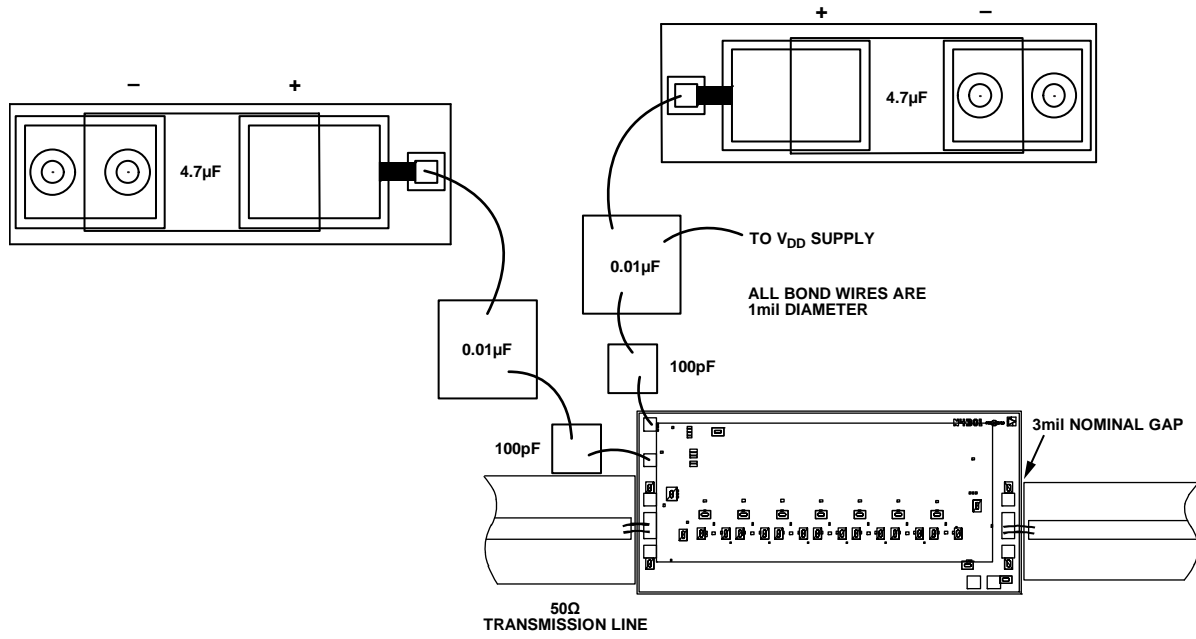 + −
− +
4.7µF
4.7µF
TO VDD SUPPLY
0.01µF
ALL BOND WIRES ARE
1mil DIAMETER
0.01µF
100pF
3mil NOMINAL GAP
100pF
50Ω
TRANSMISSION LINE